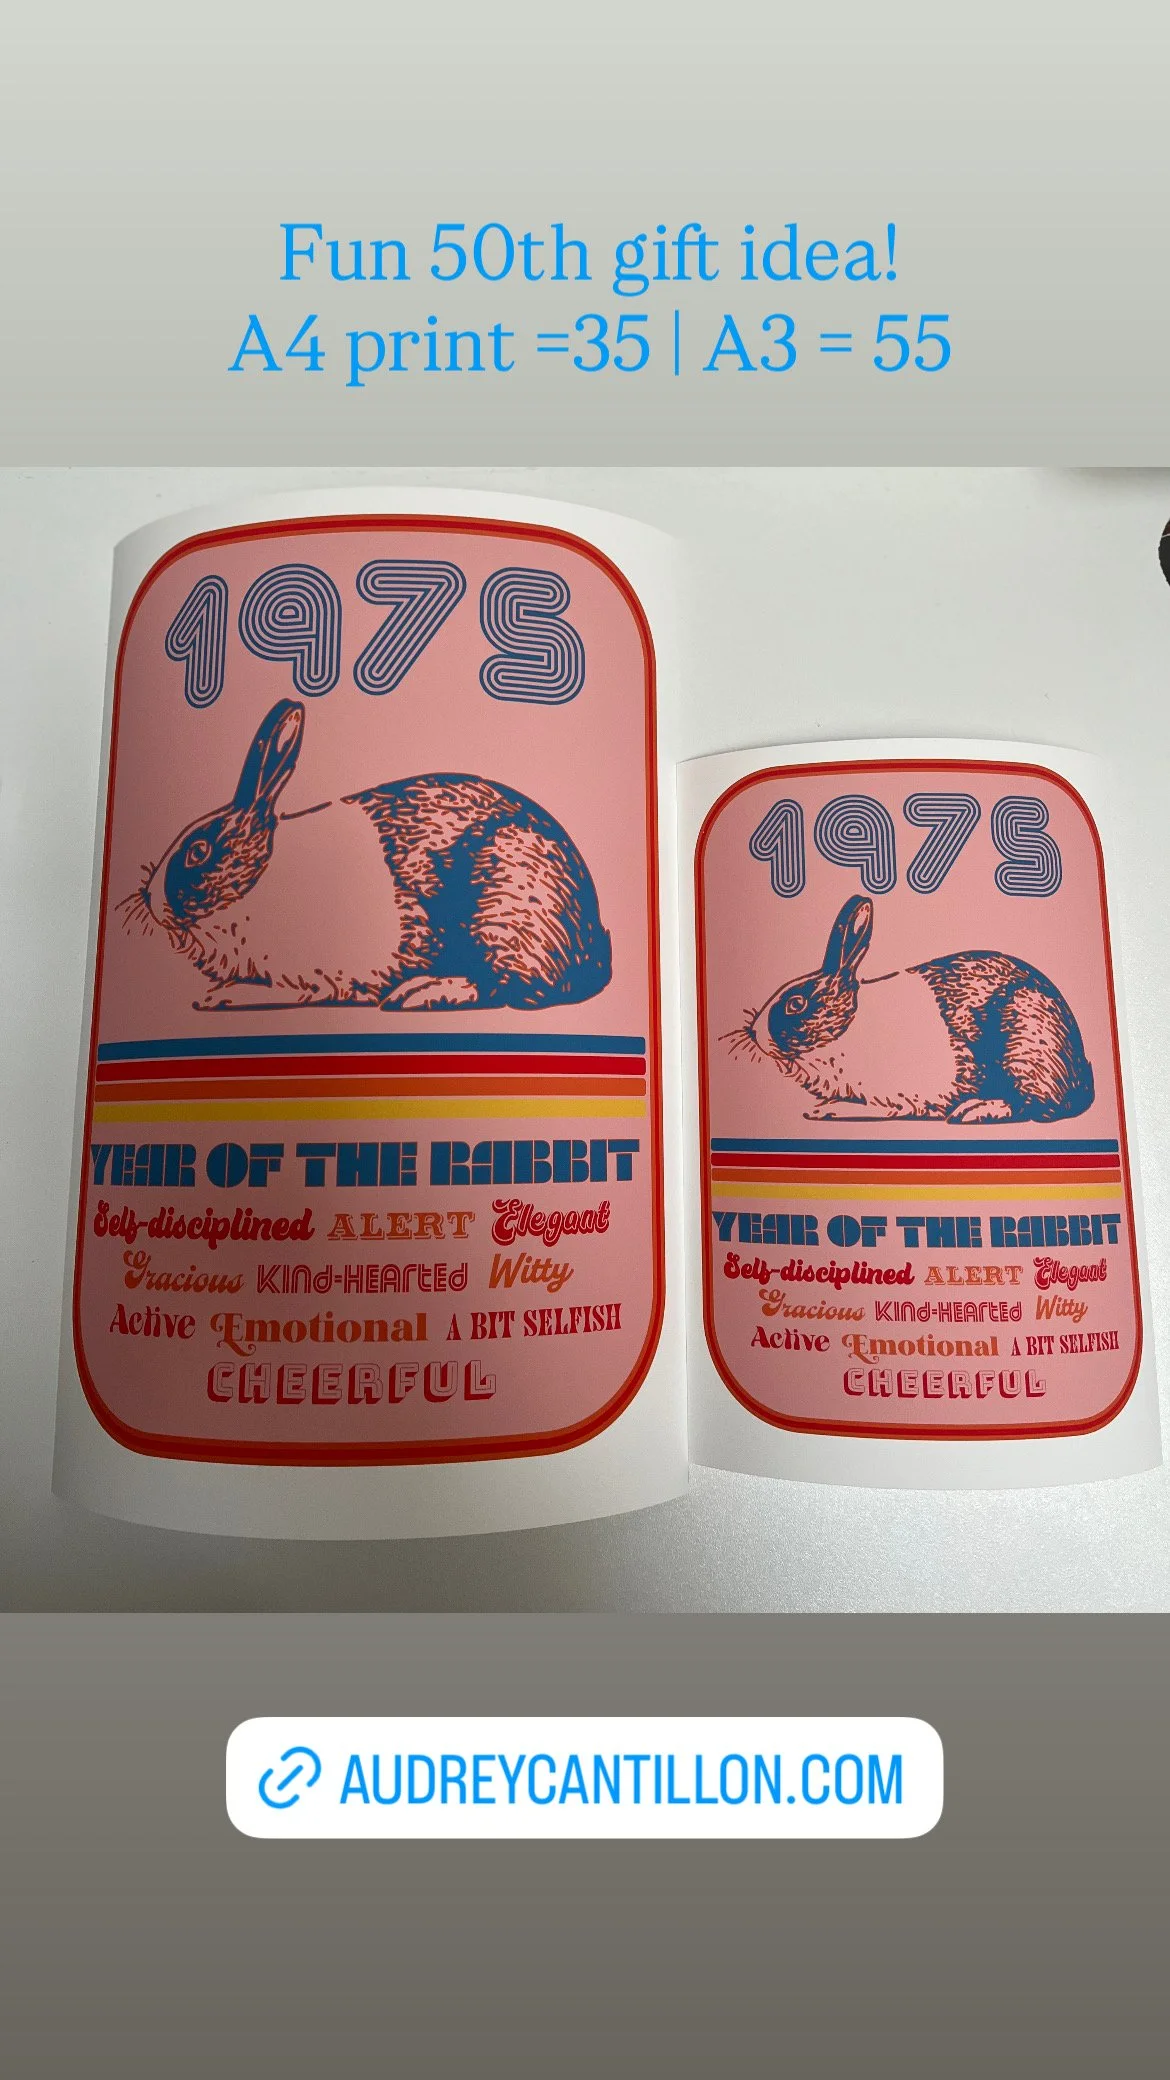 Fun 50th gift idea!
A4 print =35 | A3 = 55
1975
YEAR OF THE RABBIT
Self-disciplined ALERT Elegant
Gracious KINd-HEARTEd Witty
Active Emotional A BIT SELFISH
CHEERFUL
1975
YEAR OF THE RABBIT
Self-disciplined ALERT Elegant
Gracious KINd-HEARTEd Witty
Active Emotional A BIT SELFISH
CHEERFUL
AUDREYCANTILLON.COM